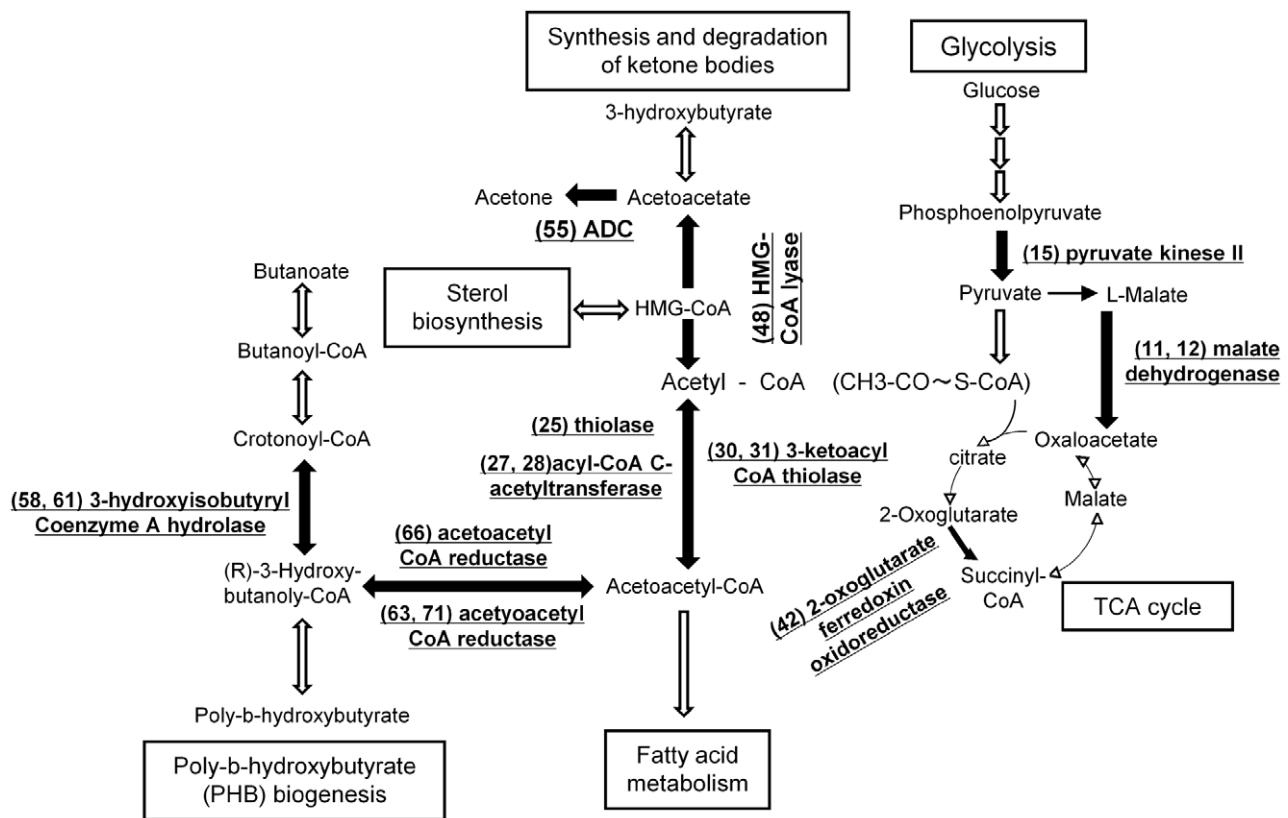 Synthesis and degradation
of ketone bodies
3-hydroxybutyrate
Acetone
Acetoacetate
(55) ADC
(48) HMG-
CoA lyase
Sterol
biosynthesis
HMG-CoA
Butanoate
Butanoyl-CoA
Crotonoyl-CoA
(58, 61) 3-hydroxyisobutyryl
Coenzyme A hydrolase
(R)-3-Hydroxy-
butanoly-CoA
Poly-b-hydroxybutyrate
Poly-b-hydroxybutyrate
(PHB) biogenesis
Acetyl - CoA (CH3-CO～S-CoA)
(25) thiolase
(27, 28)acyl-CoA C-
acetyltransferase
(30, 31) 3-ketoacyl
CoA thiolase
(66) acetoacetyl
CoA reductase
(63, 71) acetyoacetyl
CoA reductase
Acetoacetyl-CoA
Fatty acid
metabolism
Glycolysis
Glucose
Phosphoenolpyruvate
(15) pyruvate kinese II
Pyruvate
L-Malate
(11, 12) malate
dehydrogenase
Oxaloacetate
citrate
Malate
2-Oxoglutarate
Succinyl-
CoA
(42) 2-oxoglutarate
ferredoxin
oxidoreductase
TCA cycle